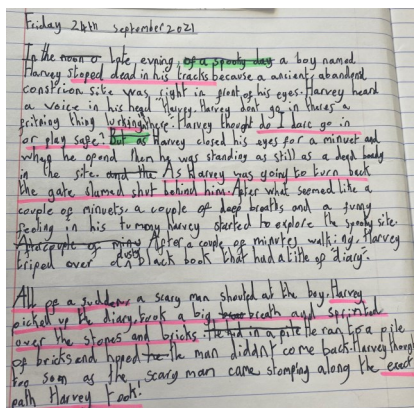 Friday 24th september 2021
In the noon o late evning, of a spooty day a boy named
Harvey stoped dead in his tracks because a ancient, abandend
constrion site was right in front of his eyes. Harvey heard
a voice in his head "Harvey. Harvey dont go in thares a
thing lurking these". Harvey thought do I dare go in
or play safe. But as Harvey closed his eyes for a minuet and
when he opend them he was standing as still as a dead body
in the site. and the As Harvey was going to turn back
the gate slamed shut behind him. After what seemed like a
couple of minuets, a couple of deep breaths and a funny
feeling in his tummy harvey started to explore the spooky site.
After a couple of minutes walking, Harvey
triped over a dusty black book that had a title of "diary".
All of a sudden a scary man shouted at the boy. Harvey
picked up the diary, took a big breath and sprinted
over the stones and bricks. He hid in a pile He ran to a pile
of bricks and hoped the man diddnt come back. Harvey thought
too soon as the scary man came stomping along the exact
path Harvey took.